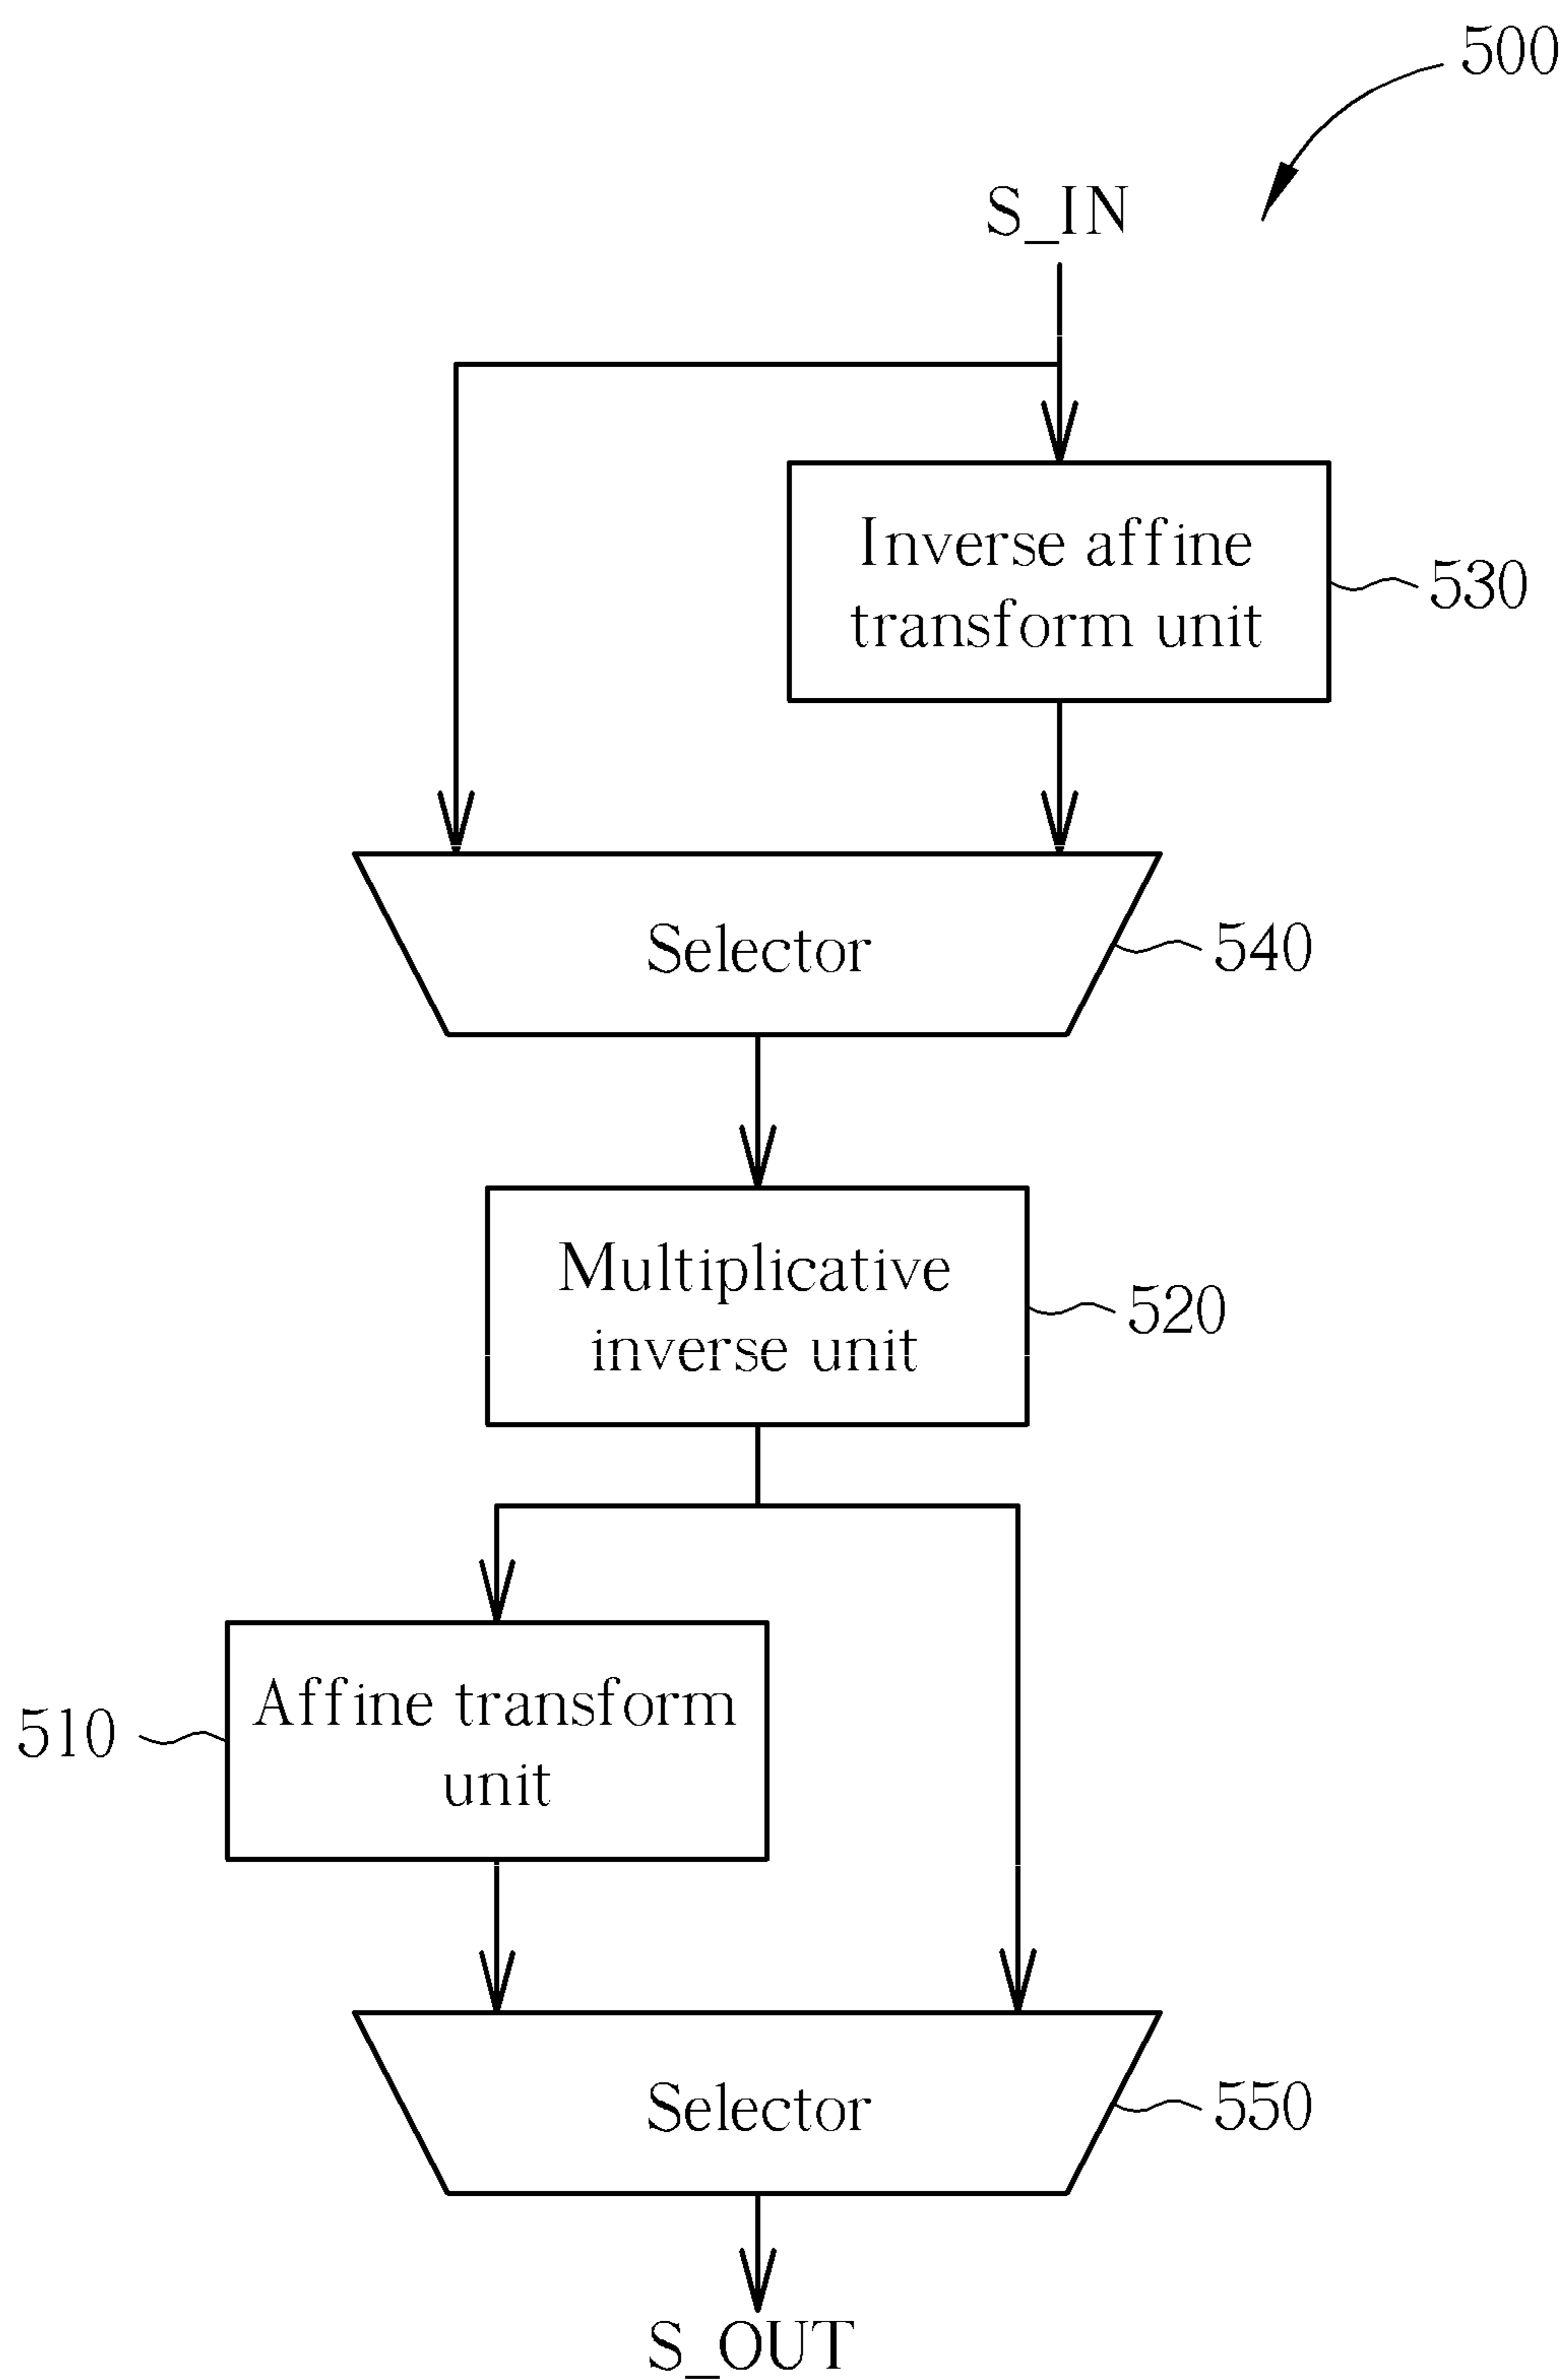 500
S_IN
Inverse affine
transform unit
530
Selector
540
Multiplicative
inverse unit
520
Affine transform
unit
510
Selector
550
S_OUT